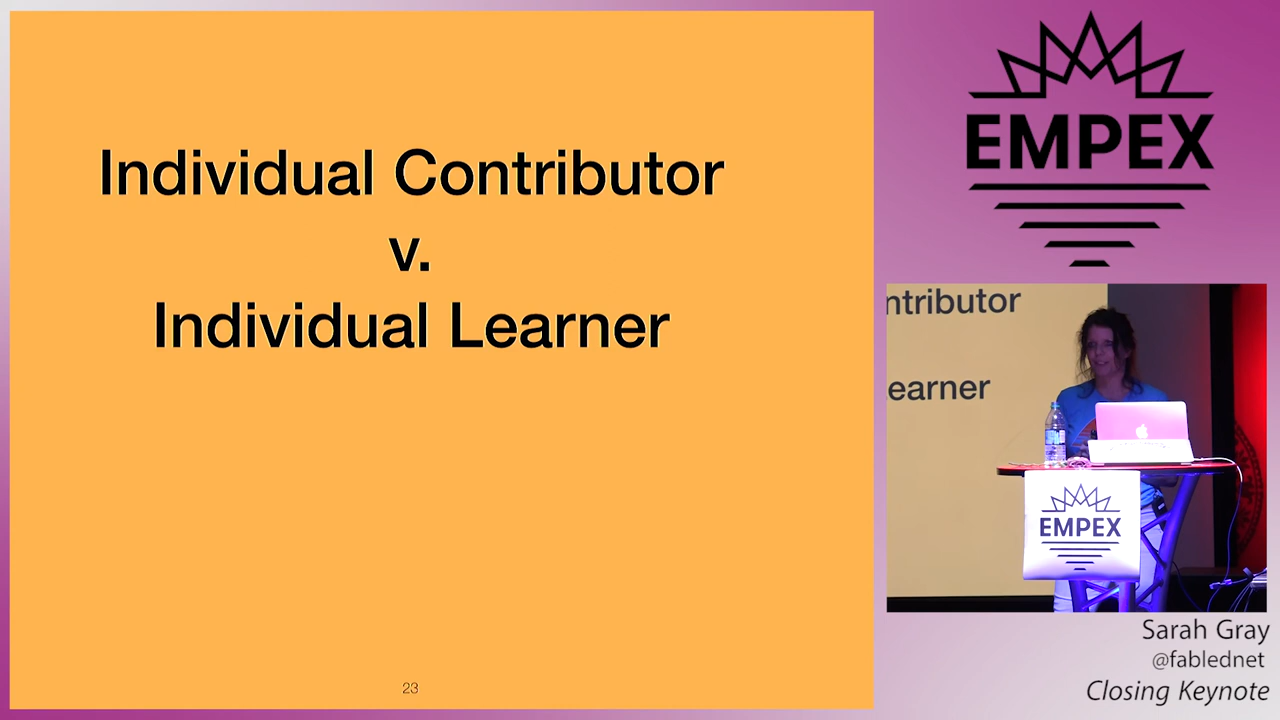 Individual Contributor
v.
Individual Learner
23
EMPEX
ntributor
earner
EMPEX
Sarah Gray
@fablednet
Closing Keynote